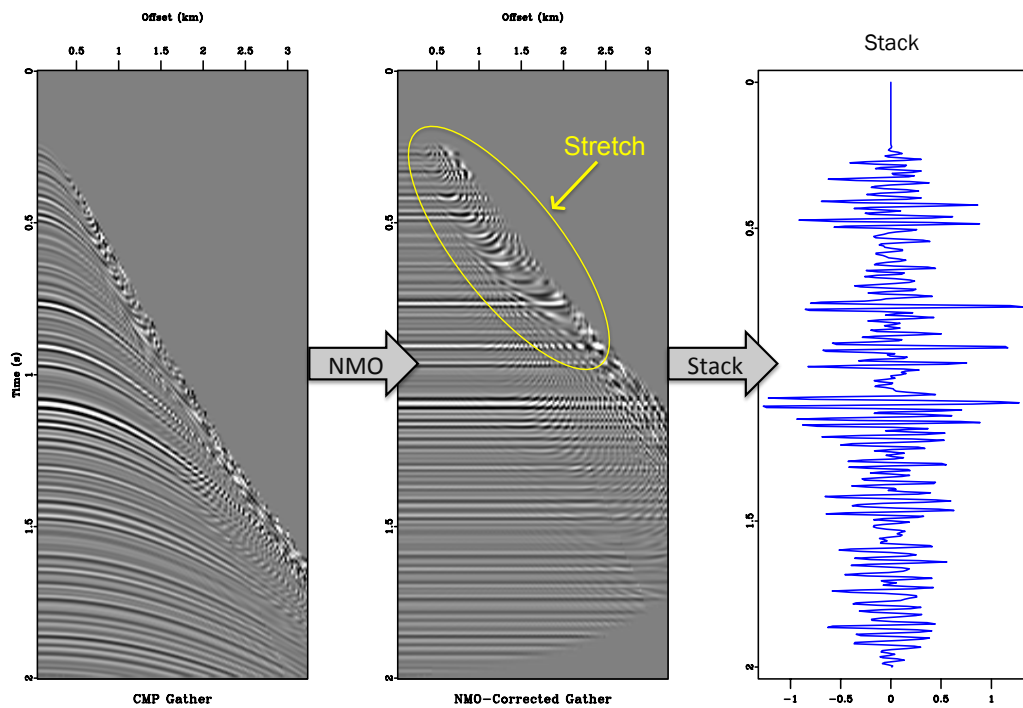 Offset (km)
0.5 1 1.5 2 2.5 3
0
0.5
Time (s)
1
1.5
2
CMP Gather
NMO
Offset (km)
0.5 1 1.5 2 2.5 3
0
0.5
1
1.5
2
Stretch
NMO-Corrected Gather
Stack
Stack
0
0.5
1
1.5
2
-1 -0.5 0 0.5 1